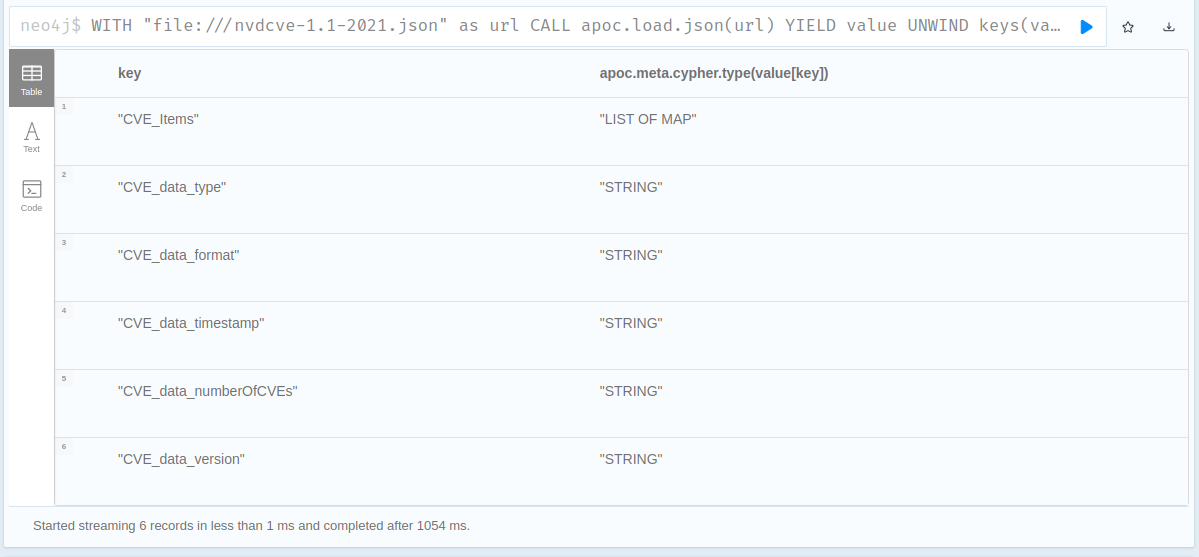 neo4j$ WITH "file:///nvdcve-1.1-2021.json" as url CALL apoc.load.json(url) YIELD value UNWIND keys(va…
Table
Text
Code
key apoc.meta.cypher.type(value[key])
1
"CVE_Items" "LIST OF MAP"
2
"CVE_data_type" "STRING"
3
"CVE_data_format" "STRING"
4
"CVE_data_timestamp" "STRING"
5
"CVE_data_numberOfCVEs" "STRING"
6
"CVE_data_version" "STRING"
Started streaming 6 records in less than 1 ms and completed after 1054 ms.